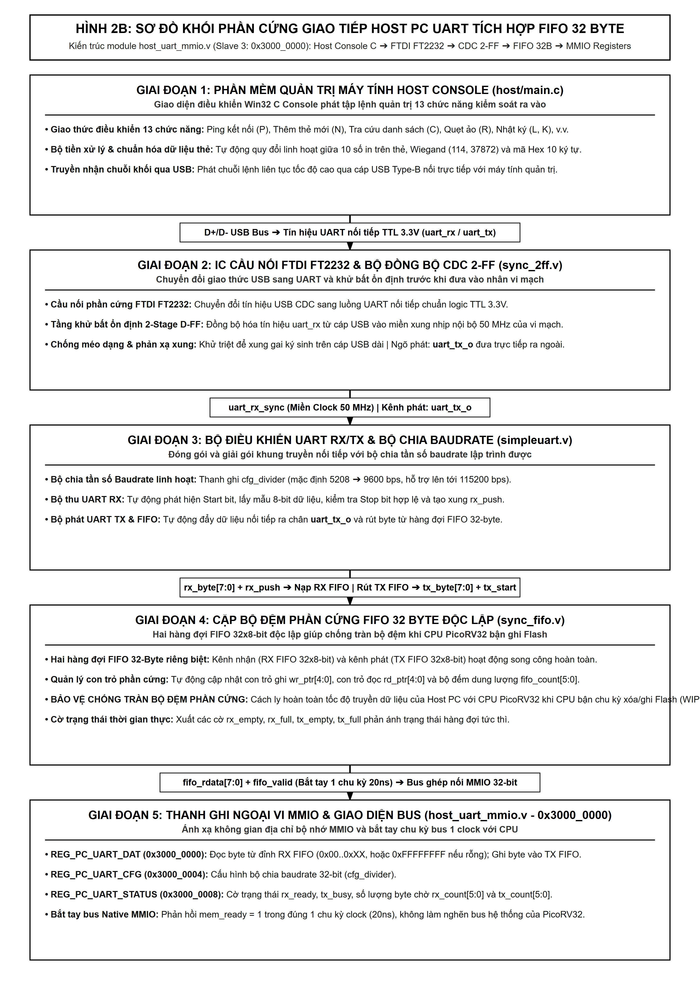 HÌNH 2B: SƠ ĐỒ KHỐI PHẦN CỨNG GIAO TIẾP HOST PC UART TÍCH HỢP FIFO 32 BYTE
Kiến trúc module host_uart_mmio.v (Slave 3: 0x3000_0000): Host Console C ➔ FTDI FT2232 ➔ CDC 2-FF ➔ FIFO 32B ➔ MMIO Registers
GIAI ĐOẠN 1: PHẦN MỀM QUẢN TRỊ MÁY TÍNH HOST CONSOLE (host/main.c)
Giao diện điều khiển Win32 C Console phát tập lệnh quản trị 13 chức năng kiểm soát ra vào
• Giao thức điều khiển 13 chức năng: Ping kết nối (P), Thêm thẻ mới (N), Tra cứu danh sách (C), Quẹt ảo (R), Nhật ký (L, K), v.v.
• Bộ tiền xử lý & chuẩn hóa dữ liệu thẻ: Tự động quy đổi linh hoạt giữa 10 số in trên thẻ, Wiegand (114, 37872) và mã Hex 10 ký tự.
• Truyền nhận chuỗi khối qua USB: Phát chuỗi lệnh liên tục tốc độ cao qua cáp USB Type-B nối trực tiếp với máy tính quản trị.
D+/D- USB Bus ➔ Tín hiệu UART nối tiếp TTL 3.3V (uart_rx / uart_tx)
GIAI ĐOẠN 2: IC CẦU NỐI FTDI FT2232 & BỘ ĐỒNG BỘ CDC 2-FF (sync_2ff.v)
Chuyển đổi giao thức USB sang UART và khử bất ổn định trước khi đưa vào nhân vi mạch
• Cầu nối phần cứng FTDI FT2232: Chuyển đổi tín hiệu USB CDC sang luồng UART nối tiếp chuẩn logic TTL 3.3V.
• Tầng khử bất ổn định 2-Stage D-FF: Đồng bộ hóa tín hiệu uart_rx từ cáp USB vào miền xung nhịp nội bộ 50 MHz của vi mạch.
• Chống méo dạng & phản xạ xung: Khử triệt để xung gai ký sinh trên cáp USB dài | Ngõ phát: uart_tx_o đưa trực tiếp ra ngoài.
uart_rx_sync (Miền Clock 50 MHz) | Kênh phát: uart_tx_o
GIAI ĐOẠN 3: BỘ ĐIỀU KHIỂN UART RX/TX & BỘ CHIA BAUDRATE (simpleuart.v)
Đóng gói và giải gói khung truyền nối tiếp với bộ chia tần số baudrate lập trình được
• Bộ chia tần số Baudrate linh hoạt: Thanh ghi cfg_divider (mặc định 5208 ➔ 9600 bps, hỗ trợ lên tới 115200 bps).
• Bộ thu UART RX: Tự động phát hiện Start bit, lấy mẫu 8-bit dữ liệu, kiểm tra Stop bit hợp lệ và tạo xung rx_push.
• Bộ phát UART TX & FIFO: Tự động đẩy dữ liệu nối tiếp ra chân uart_tx_o và rút byte từ hàng đợi FIFO 32-byte.
rx_byte[7:0] + rx_push ➔ Nạp RX FIFO | Rút TX FIFO ➔ tx_byte[7:0] + tx_start
GIAI ĐOẠN 4: CẶP BỘ ĐỆM PHẦN CỨNG FIFO 32 BYTE ĐỘC LẬP (sync_fifo.v)
Hai hàng đợi FIFO 32x8-bit độc lập giúp chống tràn bộ đệm khi CPU PicoRV32 bận ghi Flash
• Hai hàng đợi FIFO 32-Byte riêng biệt: Kênh nhận (RX FIFO 32x8-bit) và kênh phát (TX FIFO 32x8-bit) hoạt động song công hoàn toàn.
• Quản lý con trỏ phần cứng: Tự động cập nhật con trỏ ghi wr_ptr[4:0], con trỏ đọc rd_ptr[4:0] và bộ đếm dung lượng fifo_count[5:0].
• BẢO VỆ CHỐNG TRÀN BỘ ĐỆM PHẦN CỨNG: Cách ly hoàn toàn tốc độ truyền dữ liệu của Host PC với CPU PicoRV32 khi CPU bận chu kỳ xóa/ghi Flash (WIP
• Cờ trạng thái thời gian thực: Xuất các cờ rx_empty, rx_full, tx_empty, tx_full phản ánh trạng thái hàng đợi tức thì.
fifo_rdata[7:0] + fifo_valid (Bắt tay 1 chu kỳ 20ns) ➔ Bus ghép nối MMIO 32-bit
GIAI ĐOẠN 5: THANH GHI NGOẠI VI MMIO & GIAO DIỆN BUS (host_uart_mmio.v - 0x3000_0000)
Ánh xạ không gian địa chỉ bộ nhớ MMIO và bắt tay chu kỳ bus 1 clock với CPU
• REG_PC_UART_DAT (0x3000_0000): Đọc byte từ đỉnh RX FIFO (0x00..0xXX, hoặc 0xFFFFFFFF nếu rỗng); Ghi byte vào TX FIFO.
• REG_PC_UART_CFG (0x3000_0004): Cấu hình bộ chia baudrate 32-bit (cfg_divider).
• REG_PC_UART_STATUS (0x3000_0008): Cờ trạng thái rx_ready, tx_busy, số lượng byte chờ rx_count[5:0] và tx_count[5:0].
• Bắt tay bus Native MMIO: Phản hồi mem_ready = 1 trong đúng 1 chu kỳ clock (20ns), không làm nghẽn bus hệ thống của PicoRV32.